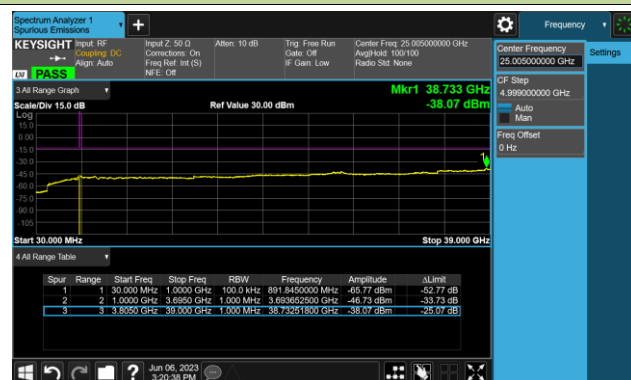 Spectrum Analyzer 1
Spurious Emissions
Frequency
KEYSIGHT
Input: RF
Coupling: DC
Align: Auto
Input Z: 50 Ω
Corrections: On
Freq Ref: Int (S)
NFE: Off
Atten: 10 dB
Trig: Free Run
Gate: Off
IF Gain: Low
Center Freq: 25.005000000 GHz
Avg|Hold: 100/100
Radio Std: None
PASS
Center Frequency
25.005000000 GHz
Settings
CF Step
4.999000000 GHz
Auto
Man
Freq Offset
0 Hz
3 All Range Graph
Mkr1 38.733 GHz
Scale/Div 15.0 dB
Ref Value 30.00 dBm
-38.07 dBm
Log
15.0
0.00
-15.0
-30.0
-45.0
-60.0
-75.0
-90.0
-105
1
Start 30.000 MHz
Stop 39.000 GHz
4 All Range Table
Spur Range Start Freq Stop Freq RBW Frequency Amplitude ΔLimit
1 1 30.000 MHz 1.0000 GHz 100.0 kHz 891.8450000 MHz -65.77 dBm -52.77 dB
2 2 1.0000 GHz 3.6950 GHz 1.000 MHz 3.693652500 GHz -46.73 dBm -33.73 dB
3 3 3.8050 GHz 39.000 GHz 1.000 MHz 38.73251800 GHz -38.07 dBm -25.07 dB
?
Jun 06, 2023
3:20:38 PM